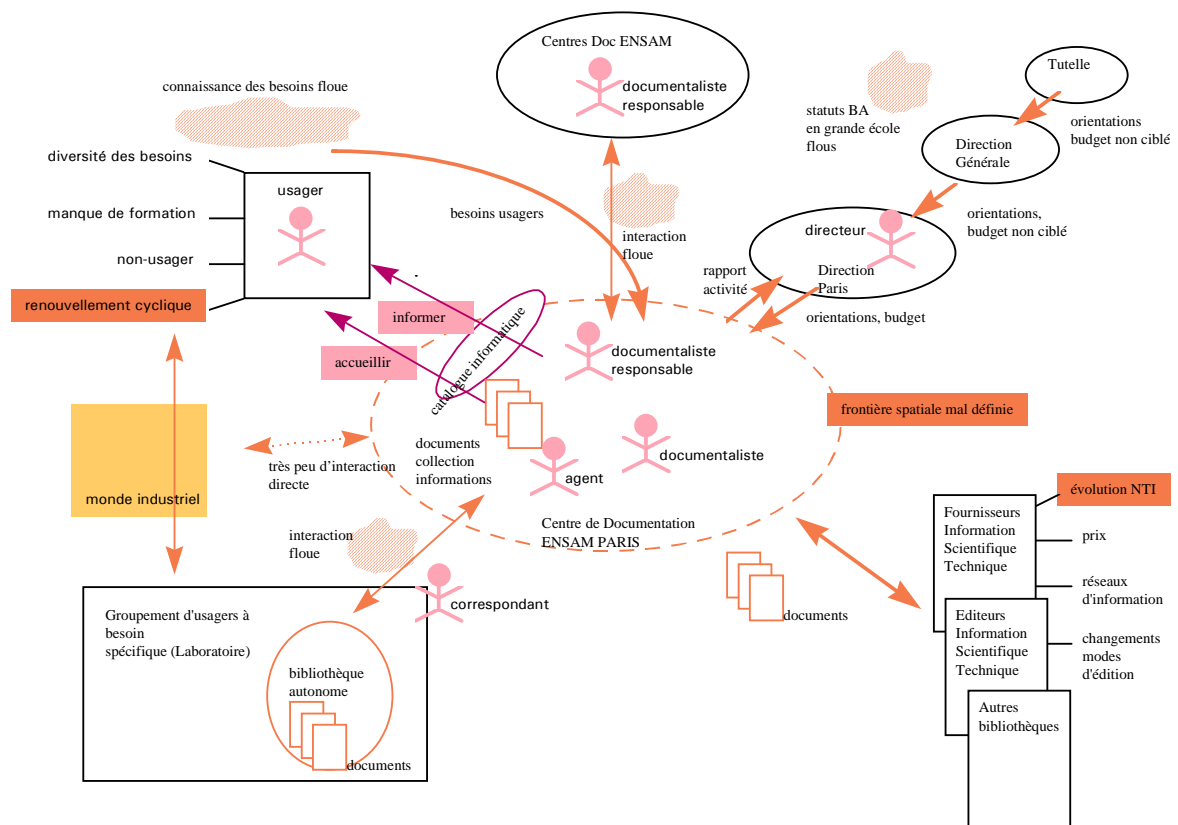 Centres Doc ENSAM
documentaliste
responsable
connaissance des besoins floue
statuts BA
en grande école
flous
Tutelle
orientations
budget non ciblé
Direction
Générale
orientations,
budget non ciblé
directeur
Direction
Paris
rapport
activité
orientations, budget
diversité des besoins
manque de formation
non-usager
renouvellement cyclique
usager
besoins usagers
interaction
floue
informer
accueillir
catalogue informatique
documentaliste
responsable
documentaliste
agent
documents
collection
informations
Centre de Documentation
ENSAM PARIS
frontière spatiale mal définie
monde industriel
très peu d'interaction
directe
interaction
floue
correspondant
Groupement d'usagers à
besoin
spécifique (Laboratoire)
bibliothèque
autonome
documents
documents
évolution NTI
Fournisseurs
Information
Scientifique
Technique
prix
réseaux
d'information
Editeurs
Information
Scientifique
Technique
changements
modes
d'édition
Autres
bibliothèques